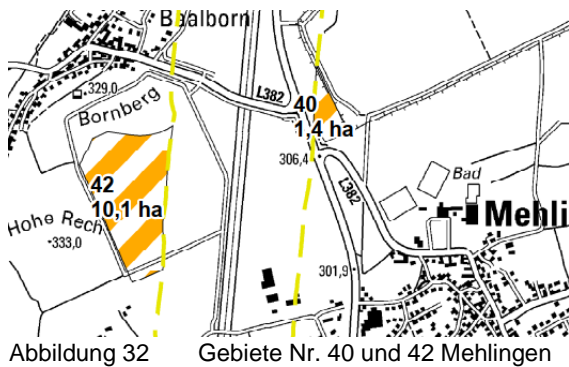 Baalborn
329,0
Bornberg
L382
40
1,4 ha
306,4
L382
Bad
42
10,1 ha
Mehli
Hohe Rech
333,0
301,9
Abbildung 32 Gebiete Nr. 40 und 42 Mehlingen